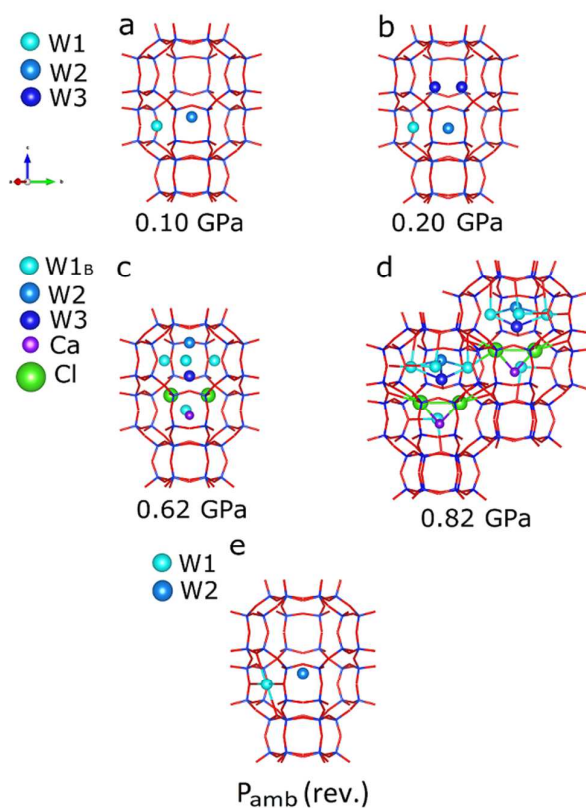 a
b
W1
W2
W3
0.10 GPa
0.20 GPa
c
d
W1B
W2
W3
Ca
Cl
0.62 GPa
0.82 GPa
e
W1
W2
Pamb (rev.)